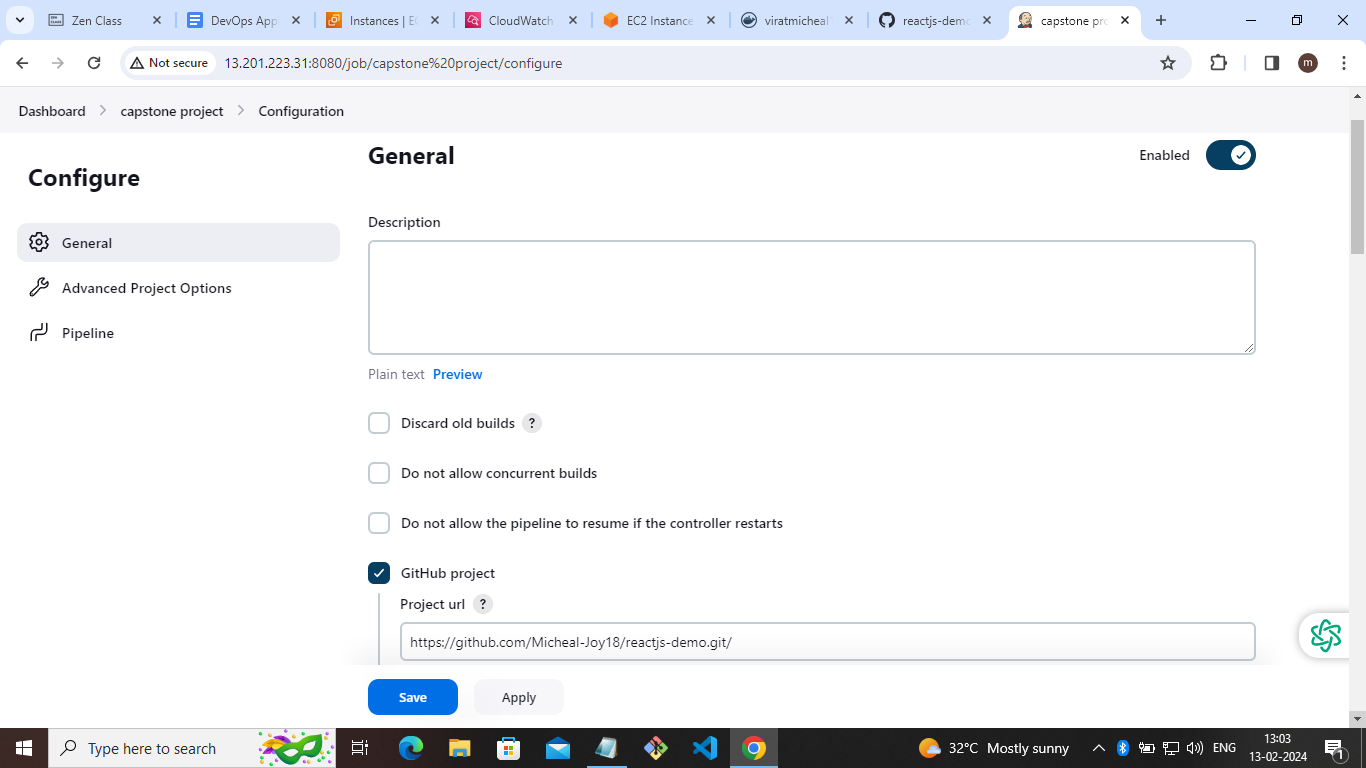 Zen Class
DevOps App
Instances | EC
CloudWatch
EC2 Instance
viratmicheal
reactjs-demo
capstone pro
Not secure
13.201.223.31:8080/job/capstone%20project/configure
m
Dashboard
capstone project
Configuration
Configure
General
Advanced Project Options
Pipeline
General
Enabled
Description
Plain text Preview
Discard old builds ?
Do not allow concurrent builds
Do not allow the pipeline to resume if the controller restarts
GitHub project
Project url ?
https://github.com/Micheal-Joy18/reactjs-demo.git/
Save
Apply
Type here to search
32°C Mostly sunny
ENG
13:03
13-02-2024
1